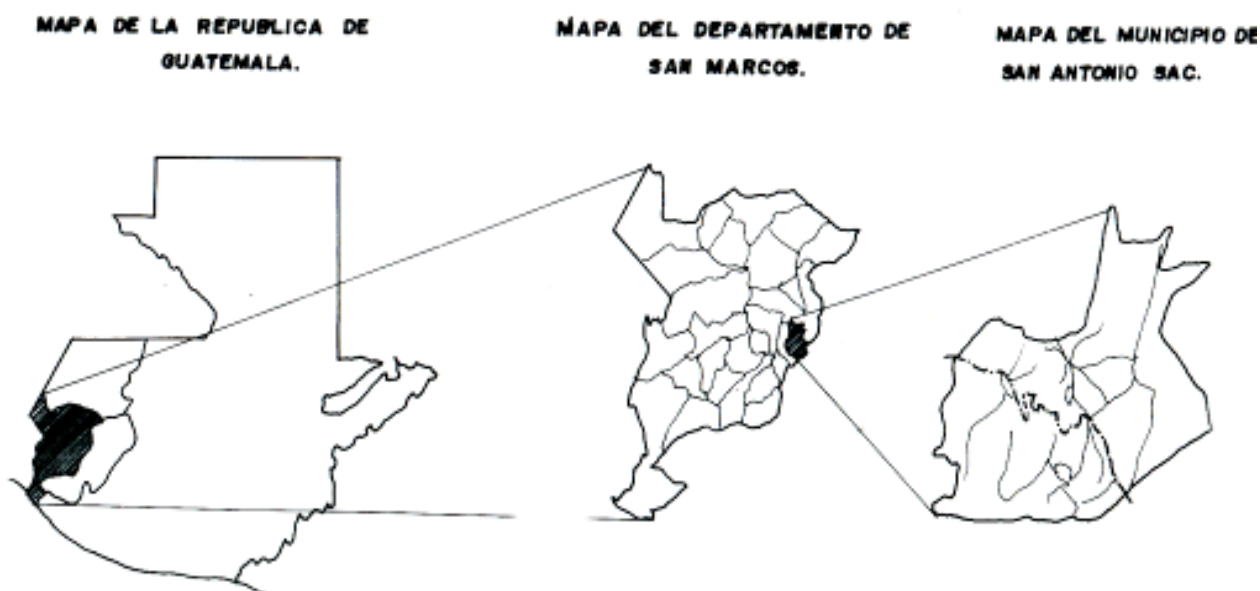 MAPA DE LA REPUBLICA DE
GUATEMALA.
MAPA DEL DEPARTAMENTO DE
SAN MARCOS.
MAPA DEL MUNICIPIO DE
SAN ANTONIO SAC.